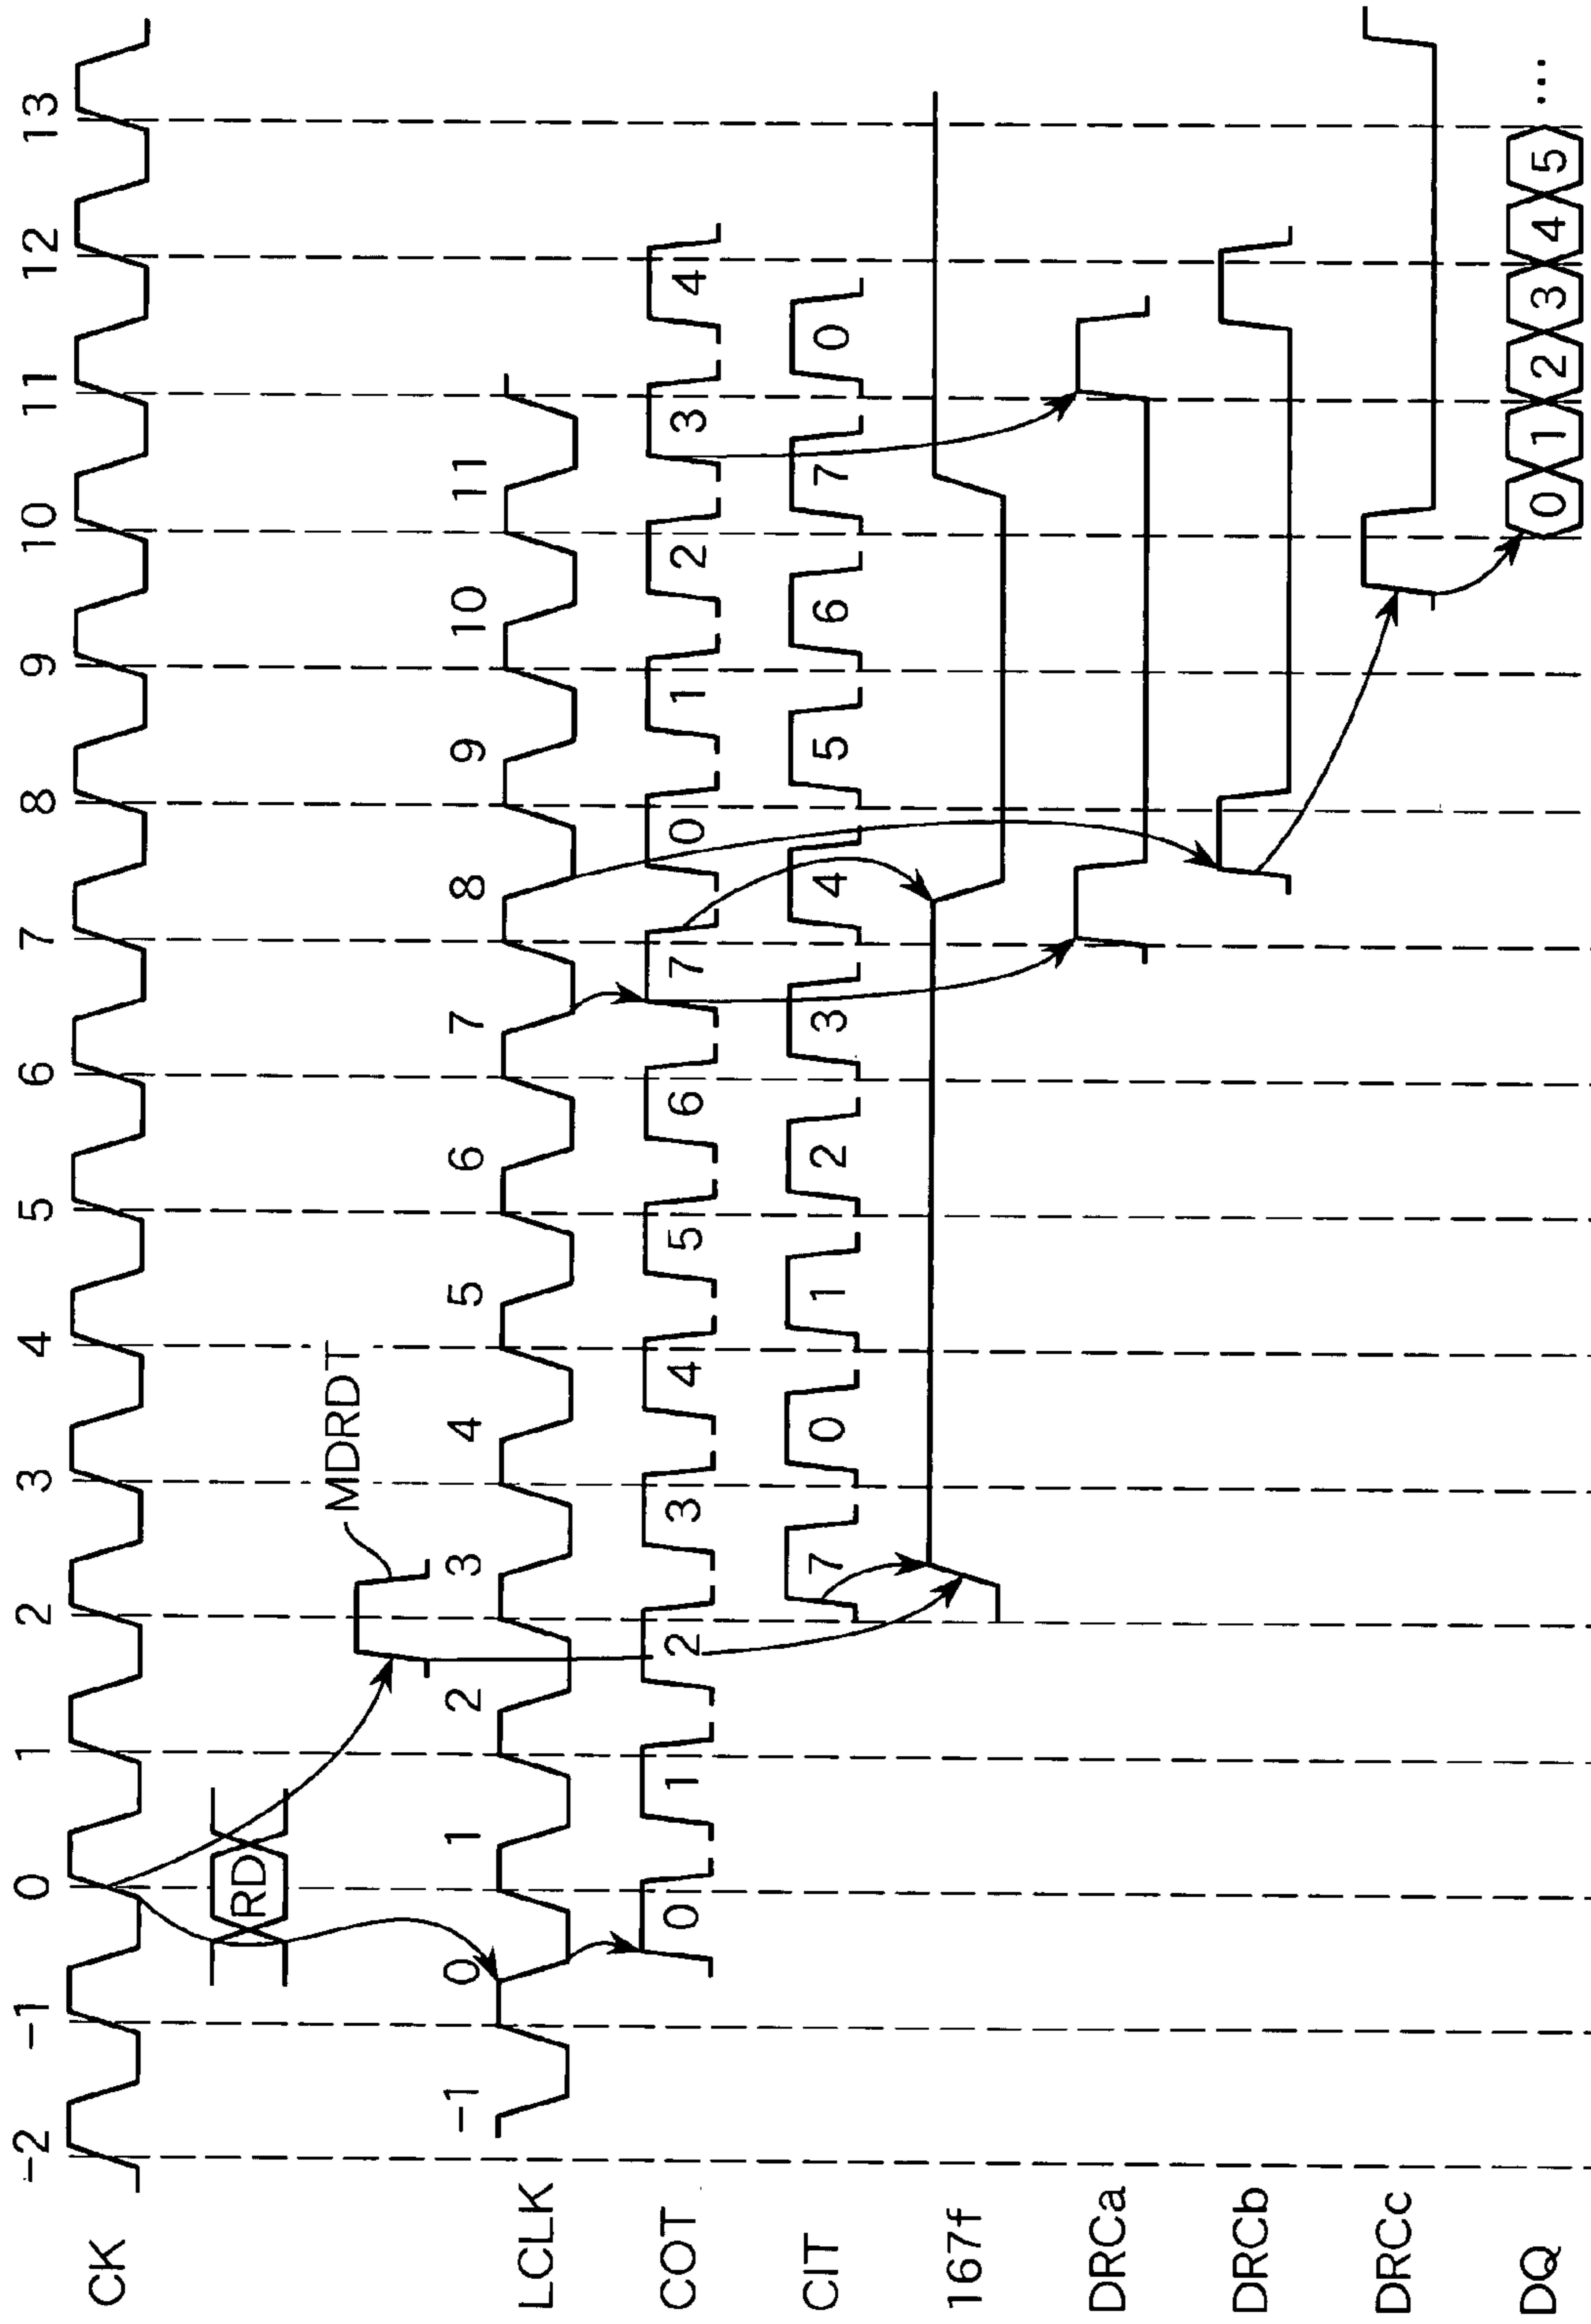 -2 -1 0 1 2 3 4 5 6 7 8 9 10 11 12 13
CK
RD
MDRDT
-1 0 1 2 3 4 5 6 7 8 9 10 11
LCLK
COT 0 1 2 3 4 5 6 7 0 1 2 3 4
CIT 7 0 1 2 3 4 5 6 7 0
167f
DRCa
DRCb
DRCc
DQ 0 1 2 3 4 5 ...